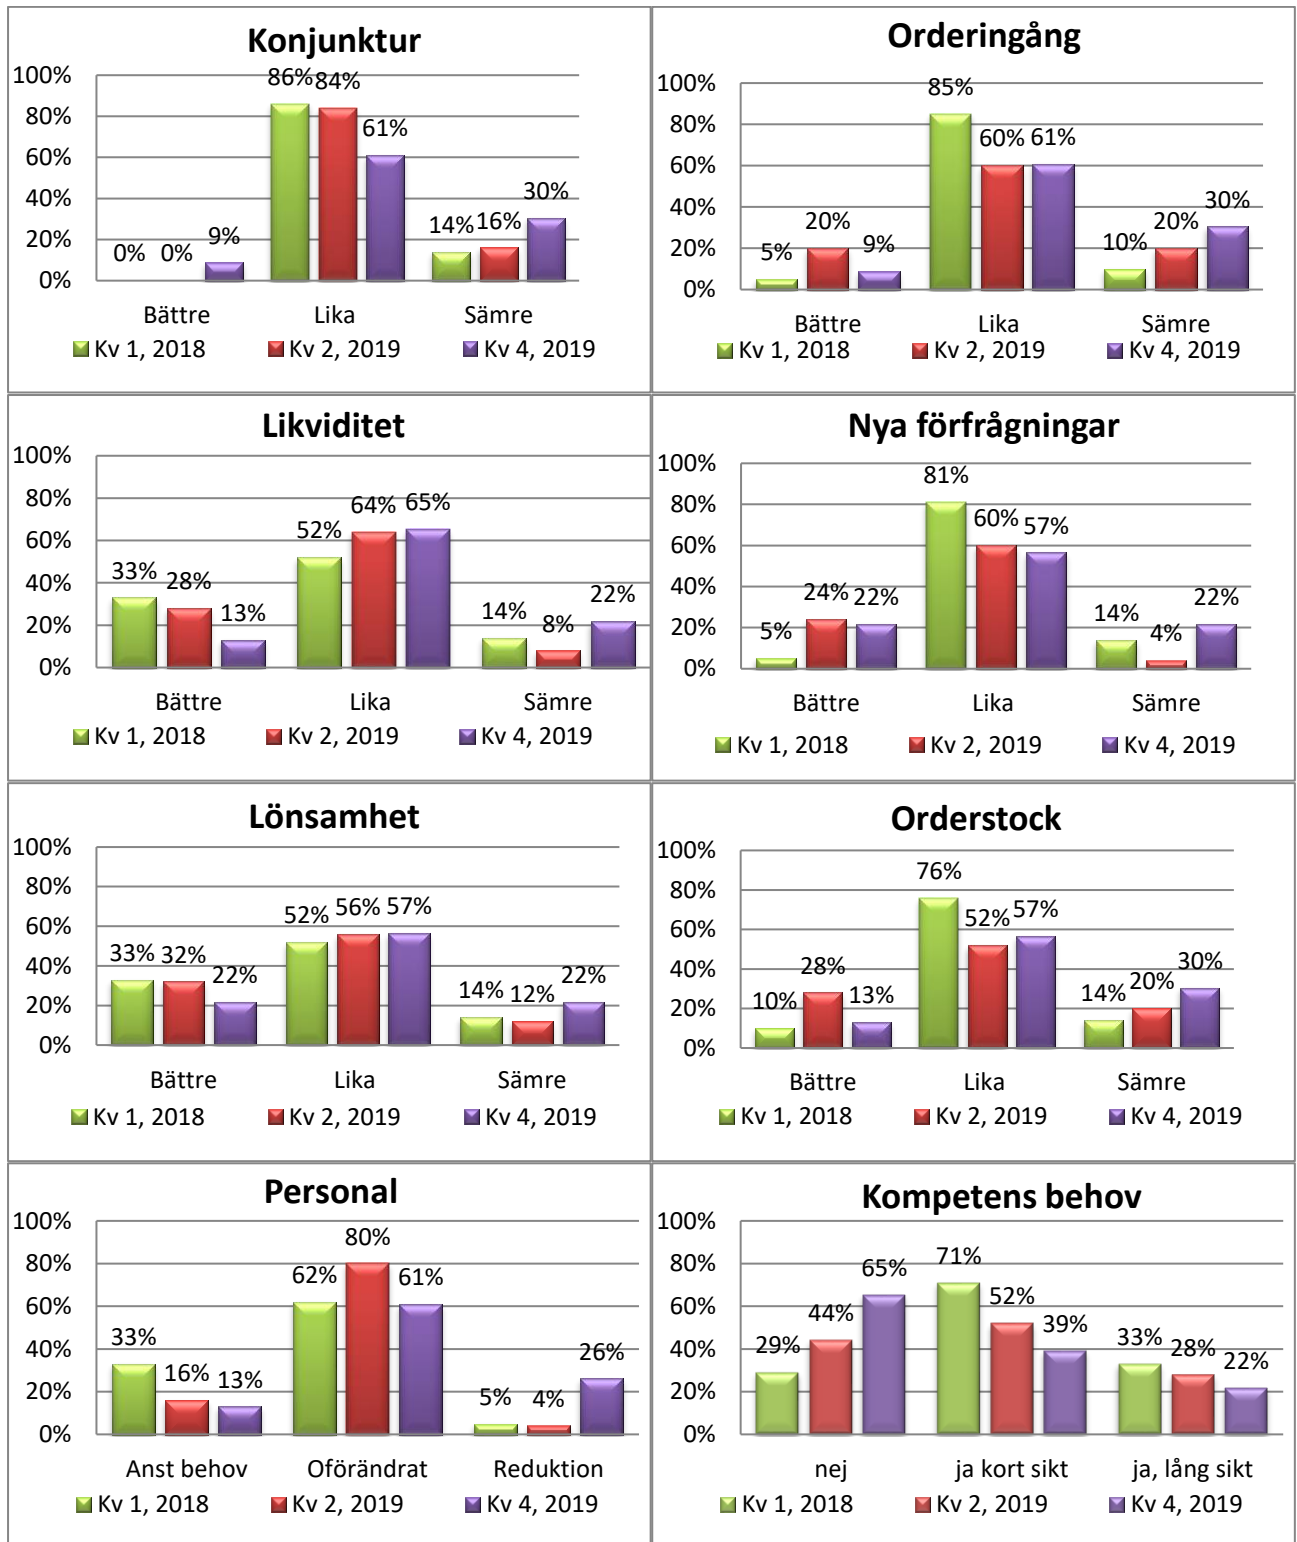 Konjunktur
100%
80%
60%
40%
20%
0%
0% 0% 9%
86% 84% 61%
14% 16% 30%
Bättre Lika Sämre
Kv 1, 2018 Kv 2, 2019 Kv 4, 2019
Orderingång
100%
80%
60%
40%
20%
0%
5% 20% 9%
85% 60% 61%
10% 20% 30%
Bättre Lika Sämre
Kv 1, 2018 Kv 2, 2019 Kv 4, 2019
Likviditet
100%
80%
60%
40%
20%
0%
33% 28% 13%
52% 64% 65%
14% 8% 22%
Bättre Lika Sämre
Kv 1, 2018 Kv 2, 2019 Kv 4, 2019
Nya förfrågningar
100%
80%
60%
40%
20%
0%
5% 24% 22%
81% 60% 57%
14% 4% 22%
Bättre Lika Sämre
Kv 1, 2018 Kv 2, 2019 Kv 4, 2019
Lönsamhet
100%
80%
60%
40%
20%
0%
33% 32% 22%
52% 56% 57%
14% 12% 22%
Bättre Lika Sämre
Kv 1, 2018 Kv 2, 2019 Kv 4, 2019
Orderstock
100%
80%
60%
40%
20%
0%
10% 28% 13%
76% 52% 57%
14% 20% 30%
Bättre Lika Sämre
Kv 1, 2018 Kv 2, 2019 Kv 4, 2019
Personal
100%
80%
60%
40%
20%
0%
33% 16% 13%
62% 80% 61%
5% 4% 26%
Anst behov Oförändrat Reduktion
Kv 1, 2018 Kv 2, 2019 Kv 4, 2019
Kompetens behov
100%
80%
60%
40%
20%
0%
29% 44% 65%
71% 52% 39%
33% 28% 22%
nej ja kort sikt ja, lång sikt
Kv 1, 2018 Kv 2, 2019 Kv 4, 2019